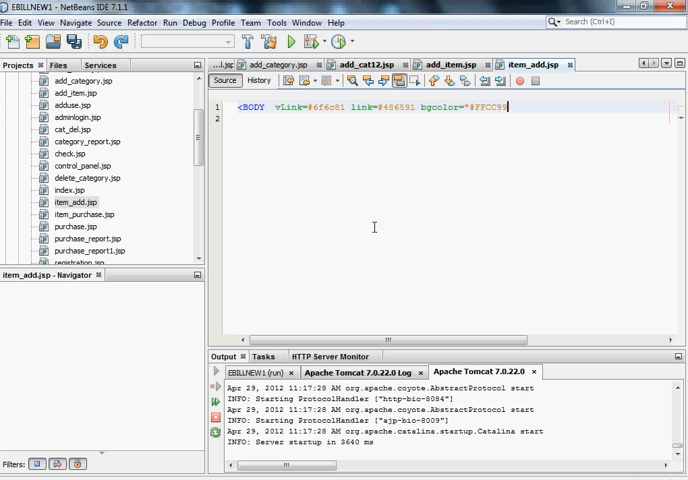 EBILLNEW1 - NetBeans IDE 7.1.1
File Edit View Navigate Source Refactor Run Debug Profile Team Tools Window Help
Search (Ctrl+I)
Projects Files Services
...l.jsp add_category.jsp add_cat12.jsp add_item.jsp item_add.jsp
Source History
add_category.jsp
add_item.jsp
adduse.jsp
adminlogin.jsp
cat_del.jsp
category_report.jsp
check.jsp
control_panel.jsp
delete_category.jsp
index.jsp
item_add.jsp
item_purchase.jsp
purchase.jsp
purchase_report.jsp
purchase_report1.jsp
registration.jsp
1 <BODY vLink=#6f6c81 link=#486591 bgcolor="#FFCC99
2
item_add.jsp - Navigator
Filters:
Output Tasks HTTP Server Monitor
EBILLNEW1 (run) Apache Tomcat 7.0.22.0 Log Apache Tomcat 7.0.22.0
Apr 29, 2012 11:17:28 AM org.apache.coyote.AbstractProtocol start
INFO: Starting ProtocolHandler ["http-bio-8084"]
Apr 29, 2012 11:17:28 AM org.apache.coyote.AbstractProtocol start
INFO: Starting ProtocolHandler ["ajp-bio-8009"]
Apr 29, 2012 11:17:28 AM org.apache.catalina.startup.Catalina start
INFO: Server startup in 3640 ms